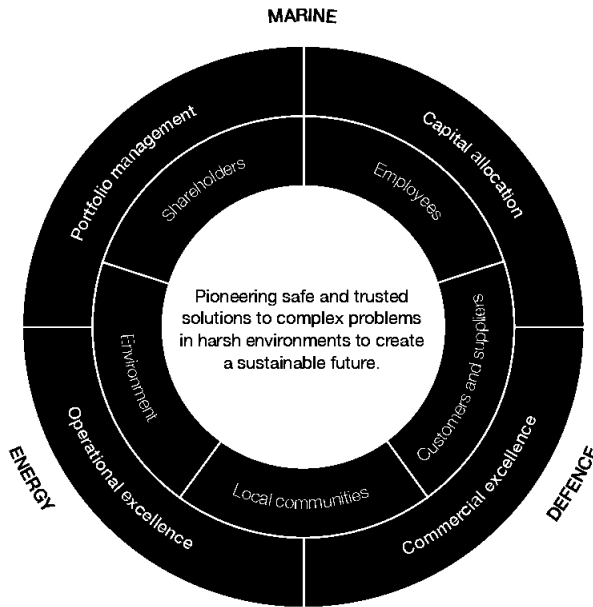 MARINE
Portfolio management
Capital allocation
Shareholders
Employees
Pioneering safe and trusted
solutions to complex problems
in harsh environments to create
a sustainable future.
Environment
Customers and suppliers
Local communities
Operational excellence
Commercial excellence
ENERGY
DEFENCE